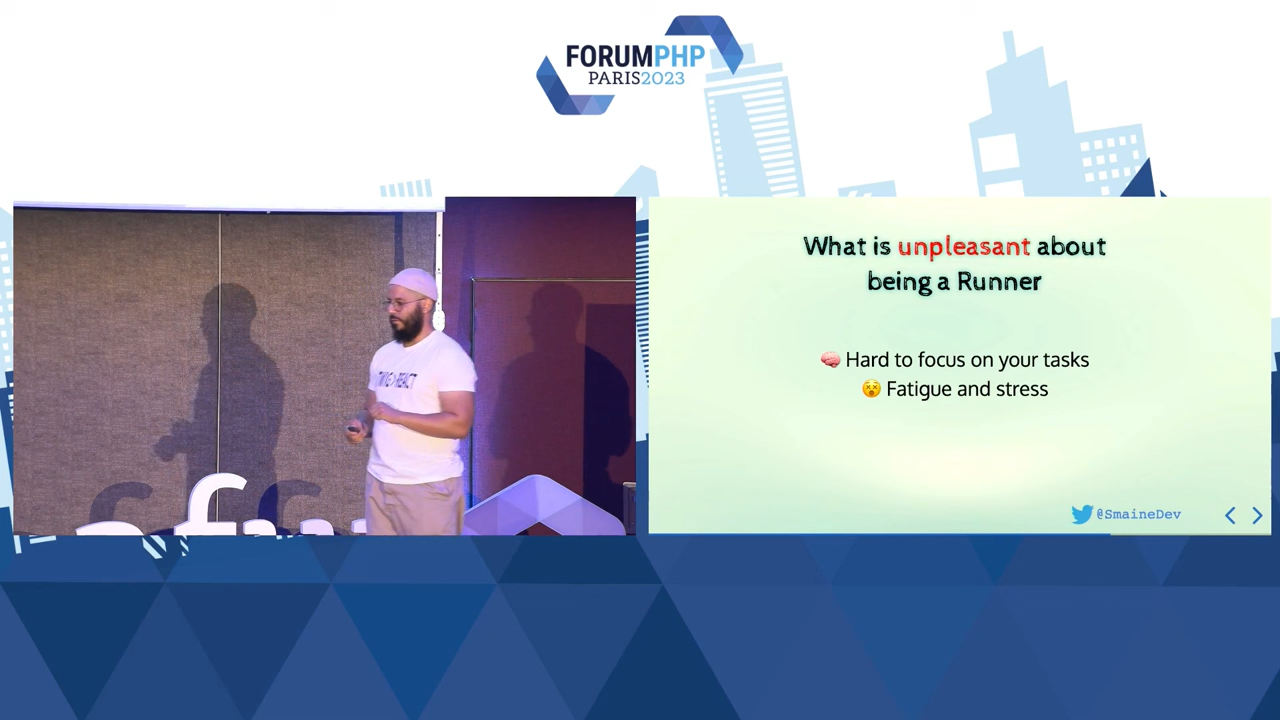 FORUMPHP
PARIS2023
What is unpleasant about
being a Runner
🧠 Hard to focus on your tasks
😵 Fatigue and stress
@SmaineDev